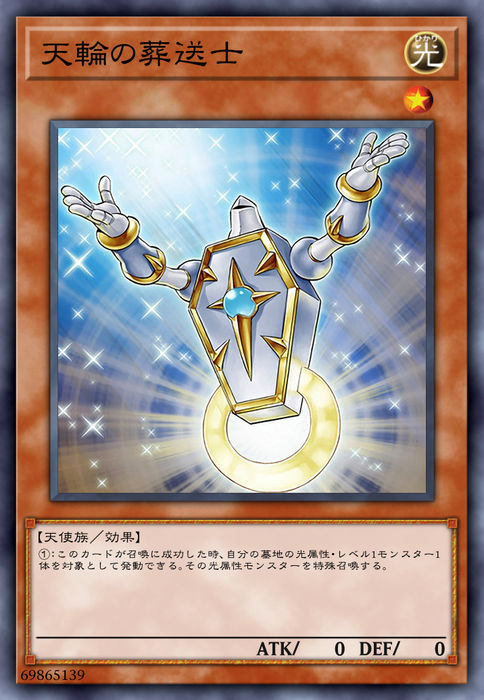 天輪の葬送士
ひかり
光
【天使族／効果】
①：このカードが召喚に成功した時、自分の墓地の光属性・レベル1モンスター1
体を対象として発動できる。その光属性モンスターを特殊召喚する。
ATK/ 0 DEF/ 0
69865139